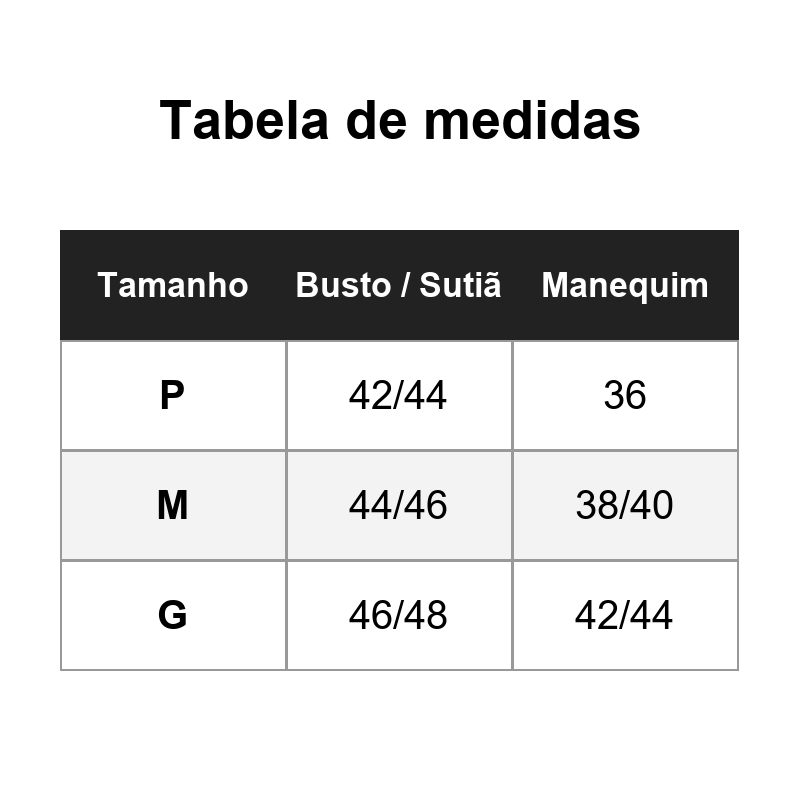 Tabela de medidas
Tamanho Busto / Sutiã Manequim
P 42/44 36
M 44/46 38/40
G 46/48 42/44